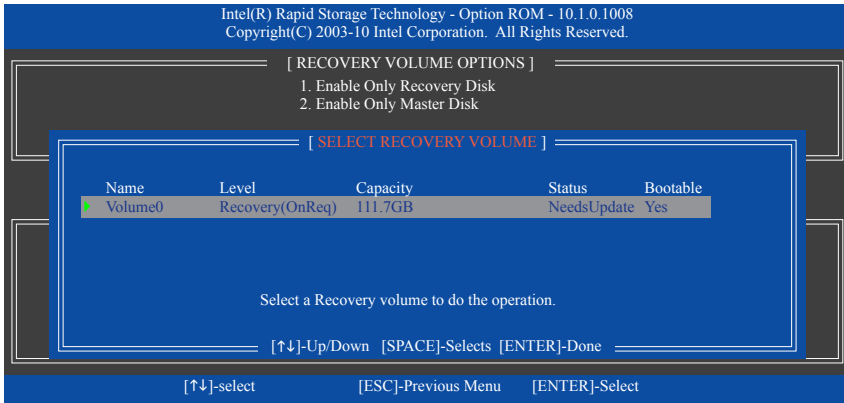 Intel(R) Rapid Storage Technology - Option ROM - 10.1.0.1008
Copyright(C) 2003-10 Intel Corporation. All Rights Reserved.
[ RECOVERY VOLUME OPTIONS ]
1. Enable Only Recovery Disk
2. Enable Only Master Disk
[ SELECT RECOVERY VOLUME ]
Name Level Capacity Status Bootable
Volume0 Recovery(OnReq) 111.7GB NeedsUpdate Yes
Select a Recovery volume to do the operation.
[↑↓]-Up/Down [SPACE]-Selects [ENTER]-Done
[↑↓]-select [ESC]-Previous Menu [ENTER]-Select